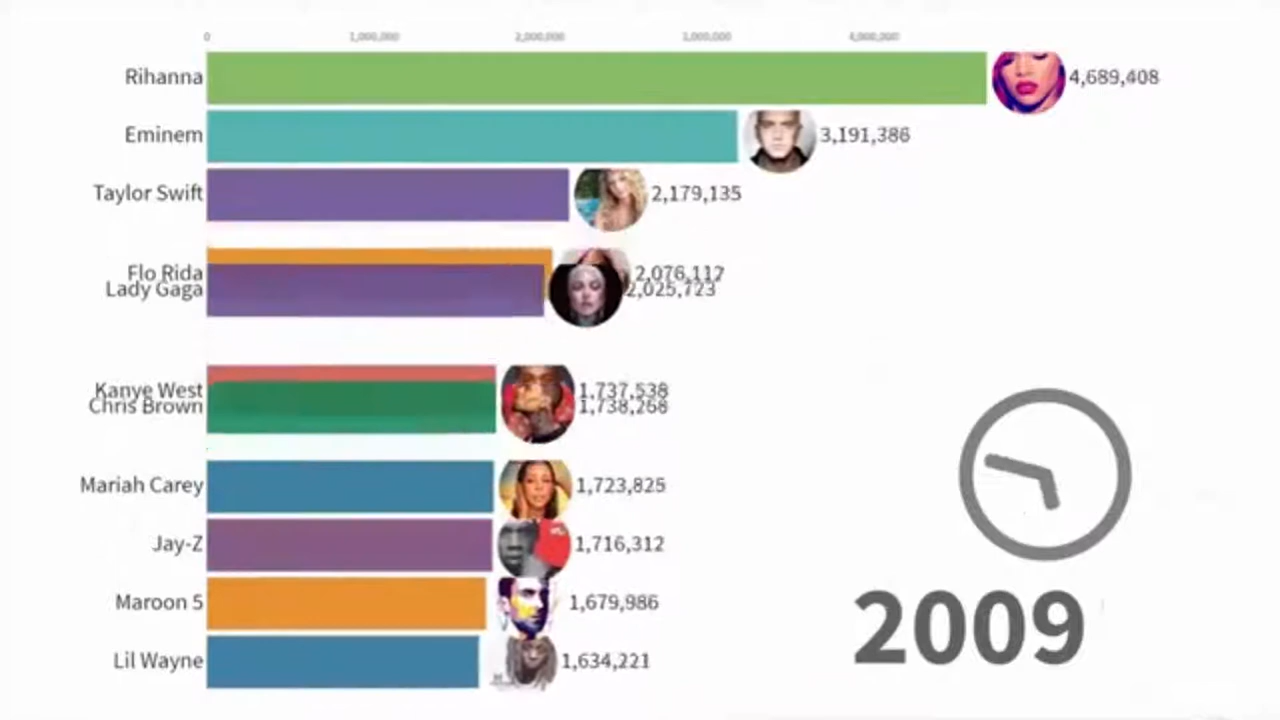 0 1,000,000 2,000,000 3,000,000 4,000,000
Rihanna 4,689,408
Eminem 3,191,386
Taylor Swift 2,179,135
Flo Rida 2,076,117
Lady Gaga 2,025,723
Kanye West 1,737,538
Chris Brown 1,738,268
Mariah Carey 1,723,825
Jay-Z 1,716,312
Maroon 5 1,679,986
Lil Wayne 1,634,221
2009